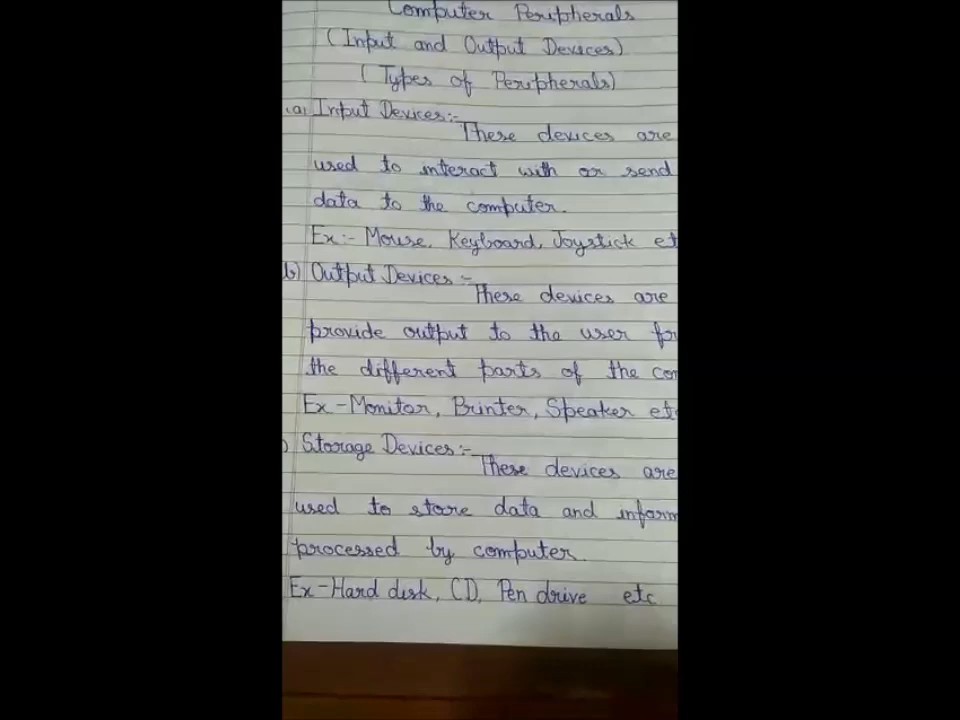 Computer Peripherals
(Input and Output Devices)
(Types of Peripherals)
(a) Input Devices:-
These devices are
used to interact with or send
data to the computer.
Ex:- Mouse, Keyboard, Joystick et
b) Output Devices:-
These devices are
provide output to the user
the different parts of the
Ex-Monitor, Printer, Speaker etc
) Storage Devices:-
These devices are
used to store data and
processed by computer.
Ex-Hard disk, CD, Pen drive etc